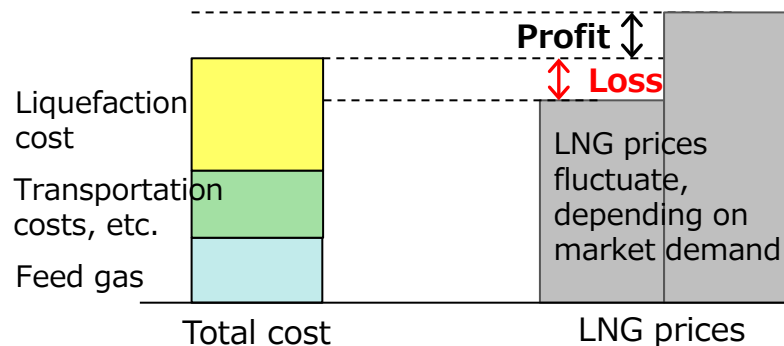 Profit
Loss
Liquefaction
cost
Transportation
costs, etc.
Feed gas
LNG prices
fluctuate,
depending on
market demand
Total cost
LNG prices